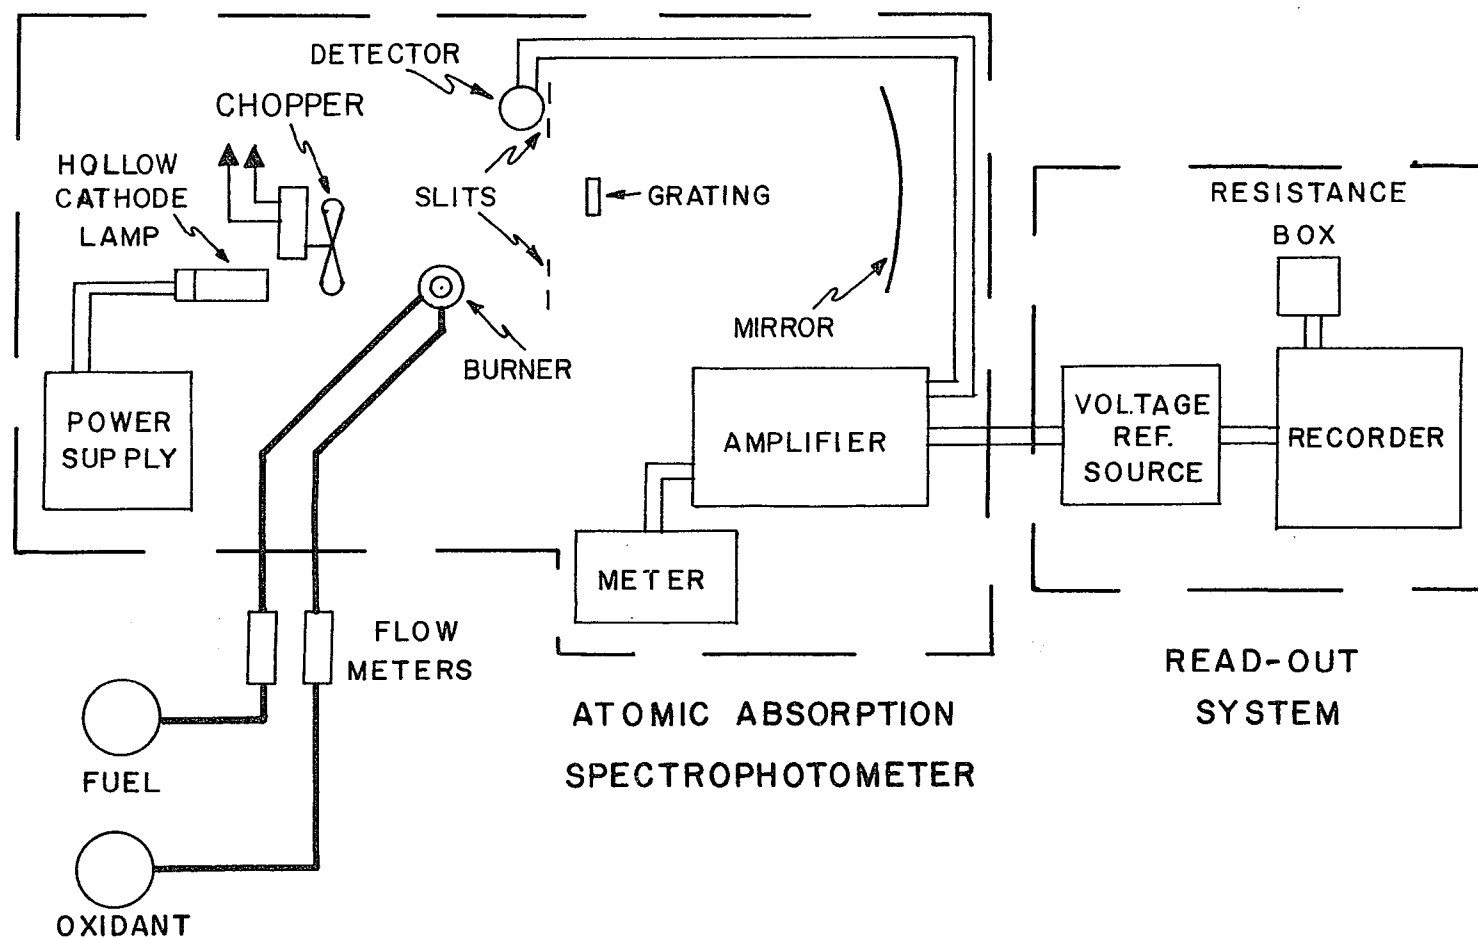 DETECTOR
CHOPPER
HOLLOW
CATHODE
LAMP
SLITS
GRATING
RESISTANCE
BOX
MIRROR
BURNER
POWER
SUPPLY
AMPLIFIER
VOLTAGE
REF.
SOURCE
RECORDER
METER
FLOW
METERS
FUEL
OXIDANT
ATOMIC ABSORPTION
SPECTROPHOTOMETER
READ-OUT
SYSTEM